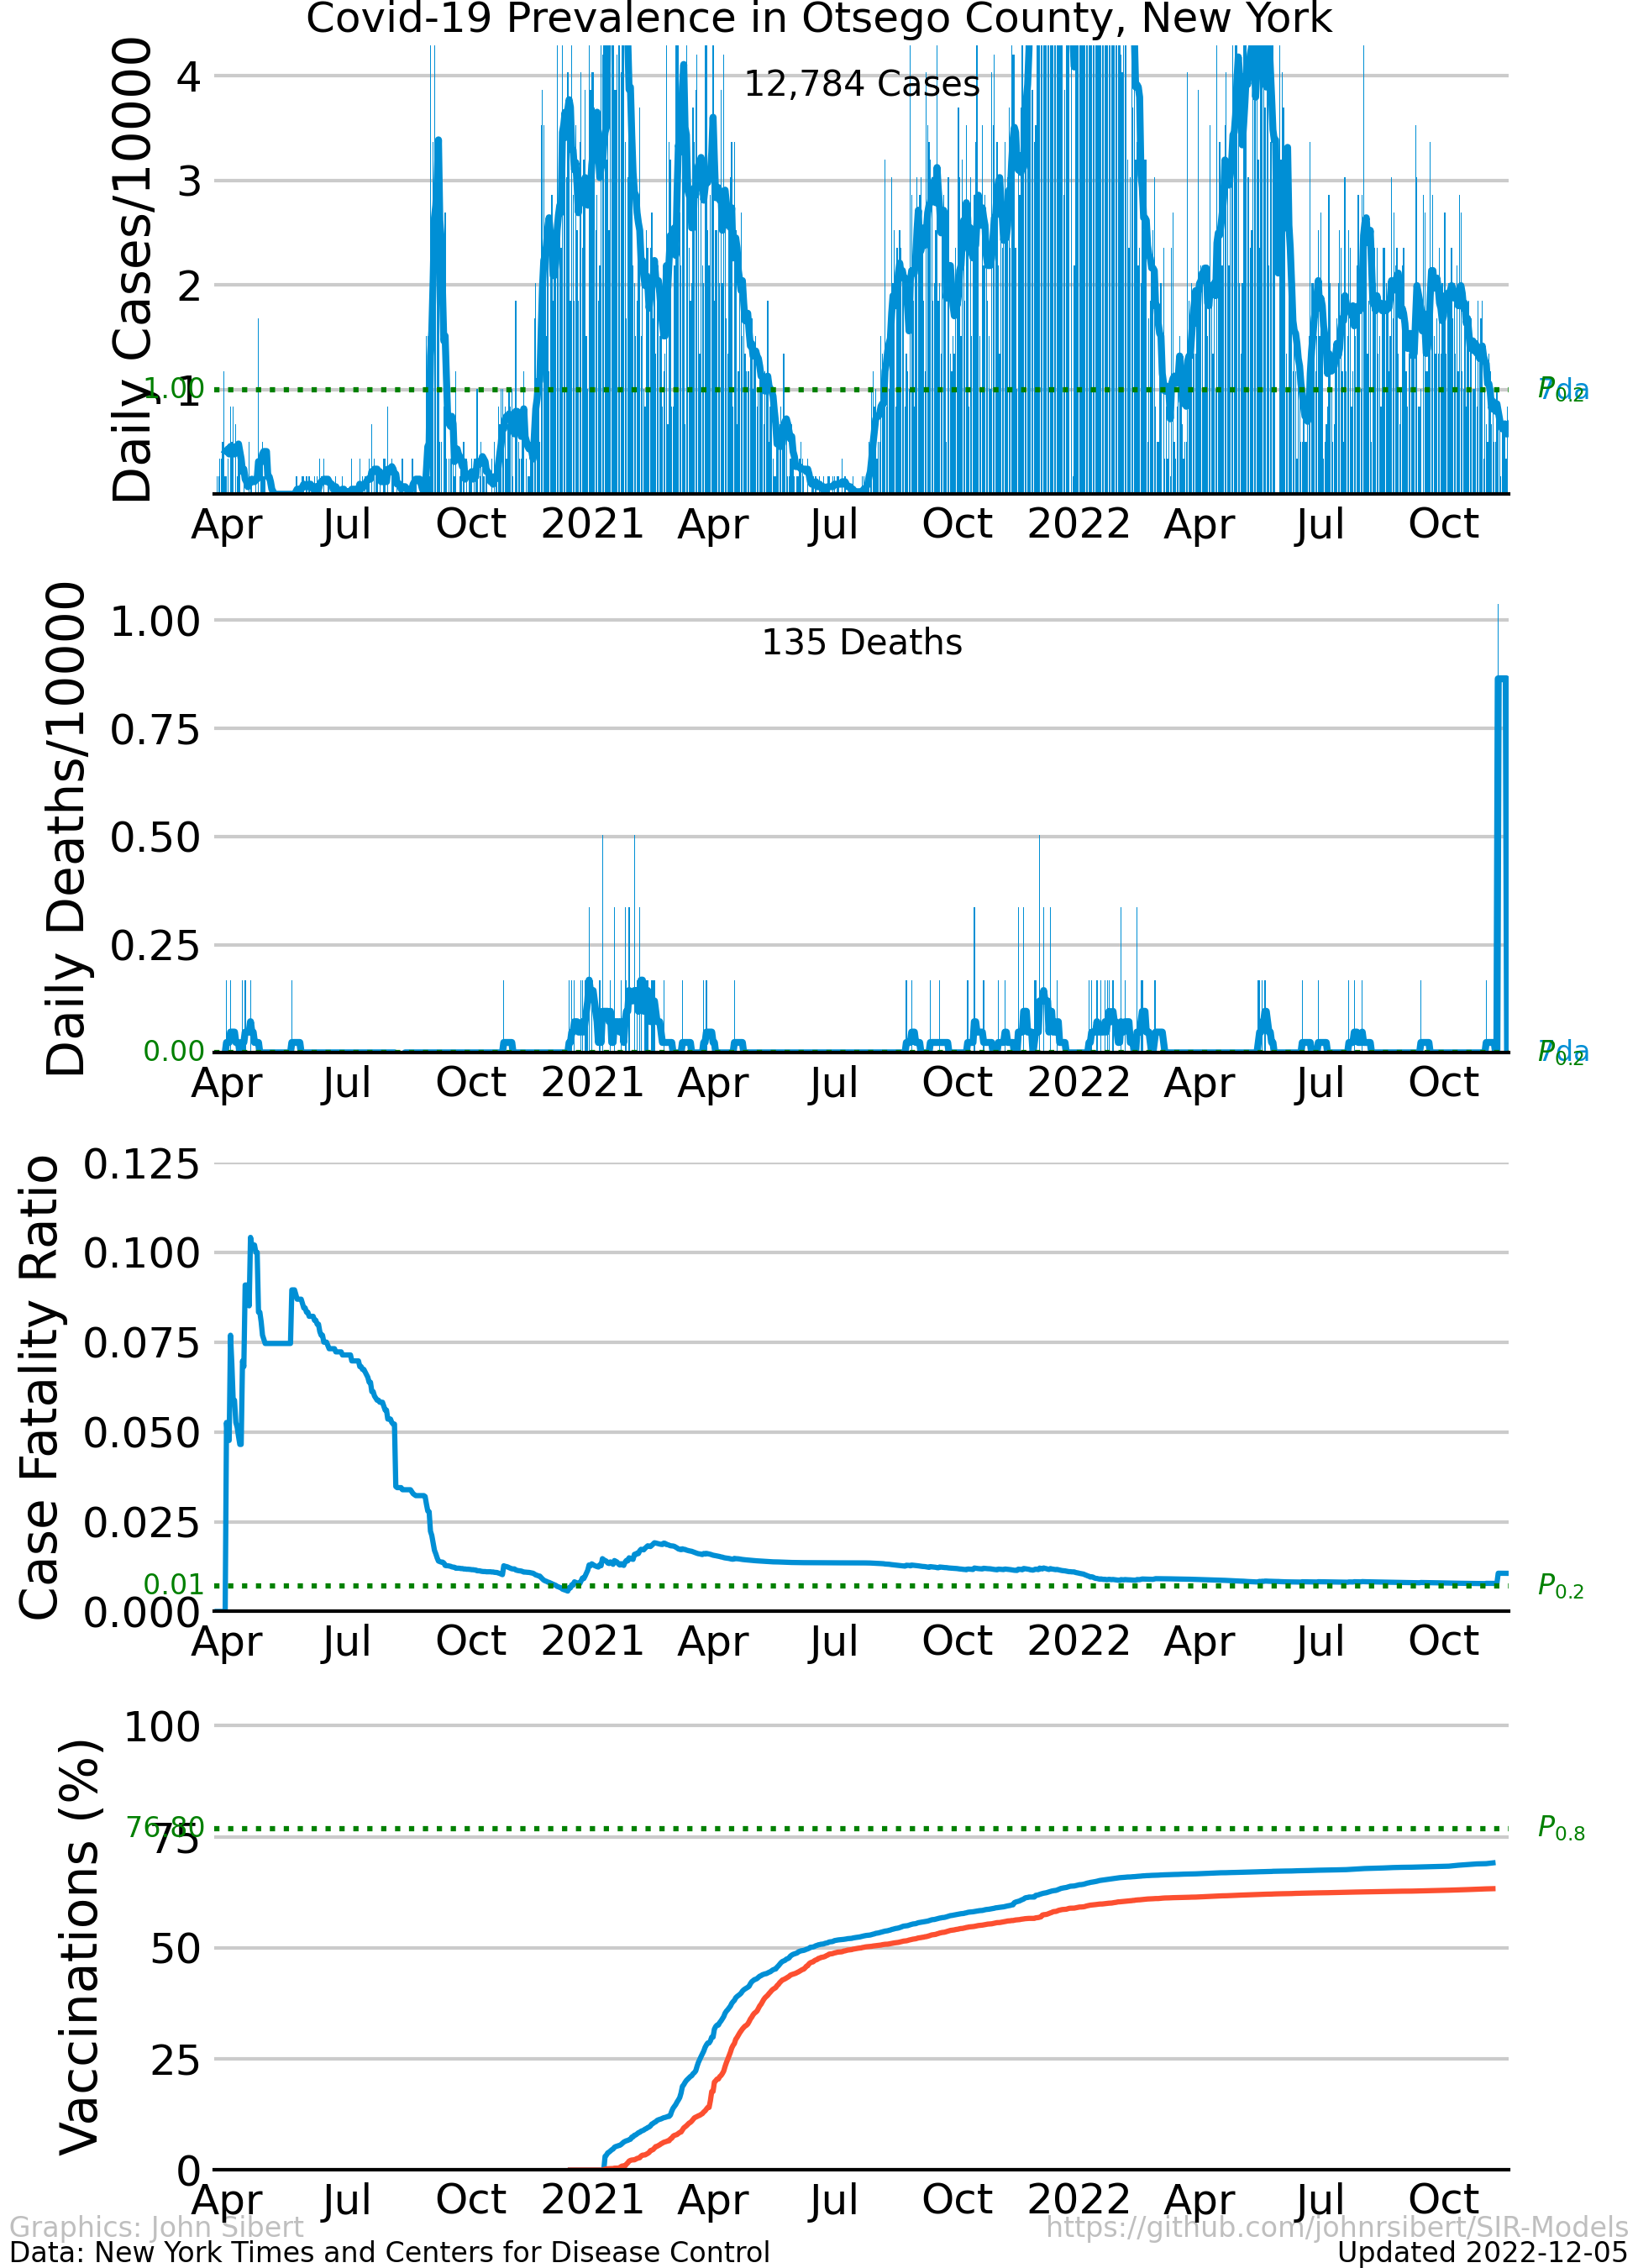 Covid-19 Prevalence in Otsego County, New York
Daily Cases/10000
4
3
2
1
1.00
12,784 Cases
7da
P0.2
Apr Jul Oct 2021 Apr Jul Oct 2022 Apr Jul Oct
Daily Deaths/10000
1.00
0.75
0.50
0.25
0.00
135 Deaths
7da
P0.2
Apr Jul Oct 2021 Apr Jul Oct 2022 Apr Jul Oct
Case Fatality Ratio
0.125
0.100
0.075
0.050
0.025
0.01
0.000
P0.2
Apr Jul Oct 2021 Apr Jul Oct 2022 Apr Jul Oct
Vaccinations (%)
100
76.80
75
50
25
0
P0.8
Apr Jul Oct 2021 Apr Jul Oct 2022 Apr Jul Oct
Graphics: John Sibert
https://github.com/johnrsibert/SIR-Models
Data: New York Times and Centers for Disease Control
Updated 2022-12-05